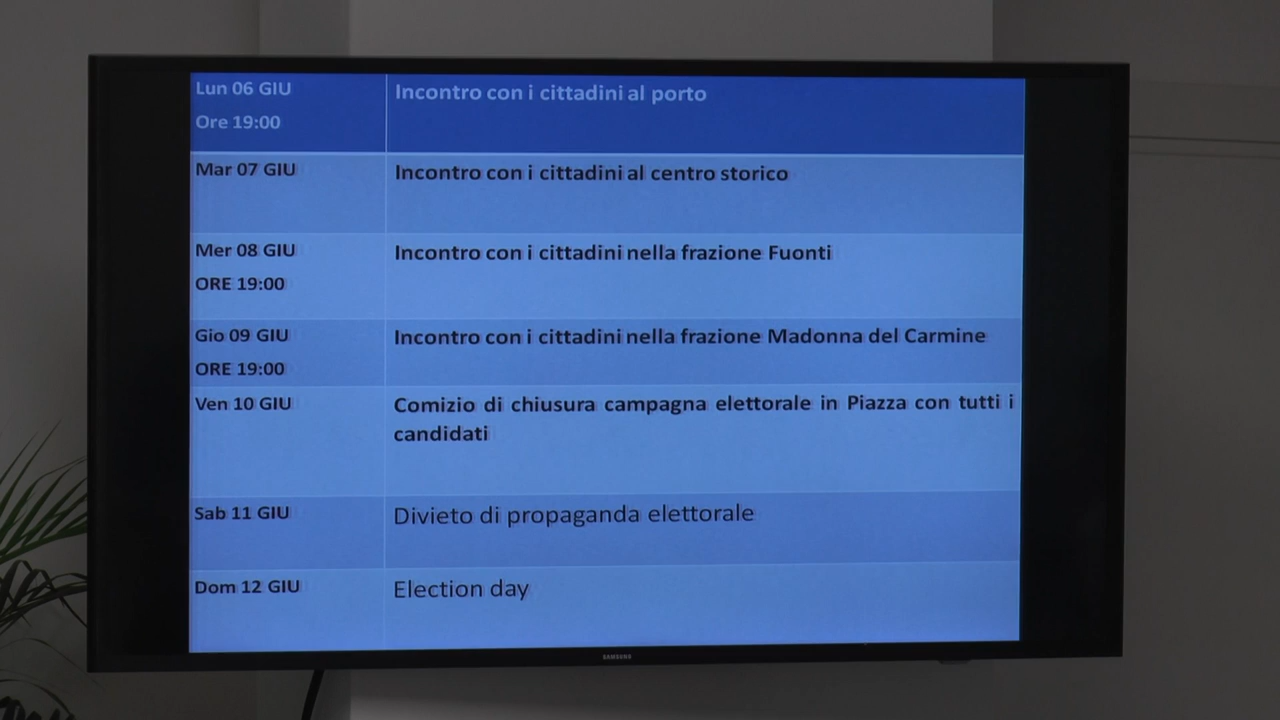 Lun 06 GIU
Ore 19:00
Incontro con i cittadini al porto
Mar 07 GIU
Incontro con i cittadini al centro storico
Mer 08 GIU
ORE 19:00
Incontro con i cittadini nella frazione Fuonti
Gio 09 GIU
ORE 19:00
Incontro con i cittadini nella frazione Madonna del Carmine
Ven 10 GIU
Comizio di chiusura campagna elettorale in Piazza con tutti i
candidati
Sab 11 GIU
Divieto di propaganda elettorale
Dom 12 GIU
Election day
SAMSUNG